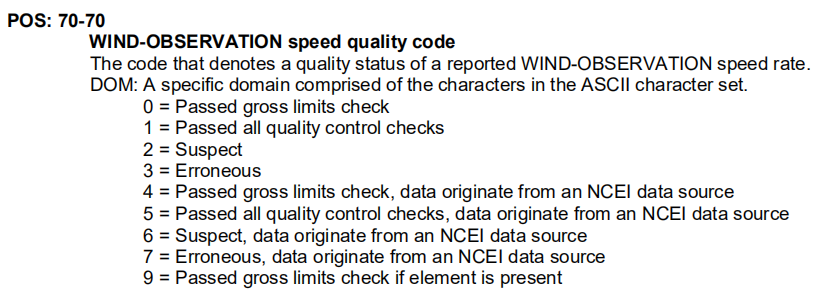 POS: 70-70
WIND-OBSERVATION speed quality code
The code that denotes a quality status of a reported WIND-OBSERVATION speed rate.
DOM: A specific domain comprised of the characters in the ASCII character set.
0 = Passed gross limits check
1 = Passed all quality control checks
2 = Suspect
3 = Erroneous
4 = Passed gross limits check, data originate from an NCEI data source
5 = Passed all quality control checks, data originate from an NCEI data source
6 = Suspect, data originate from an NCEI data source
7 = Erroneous, data originate from an NCEI data source
9 = Passed gross limits check if element is present